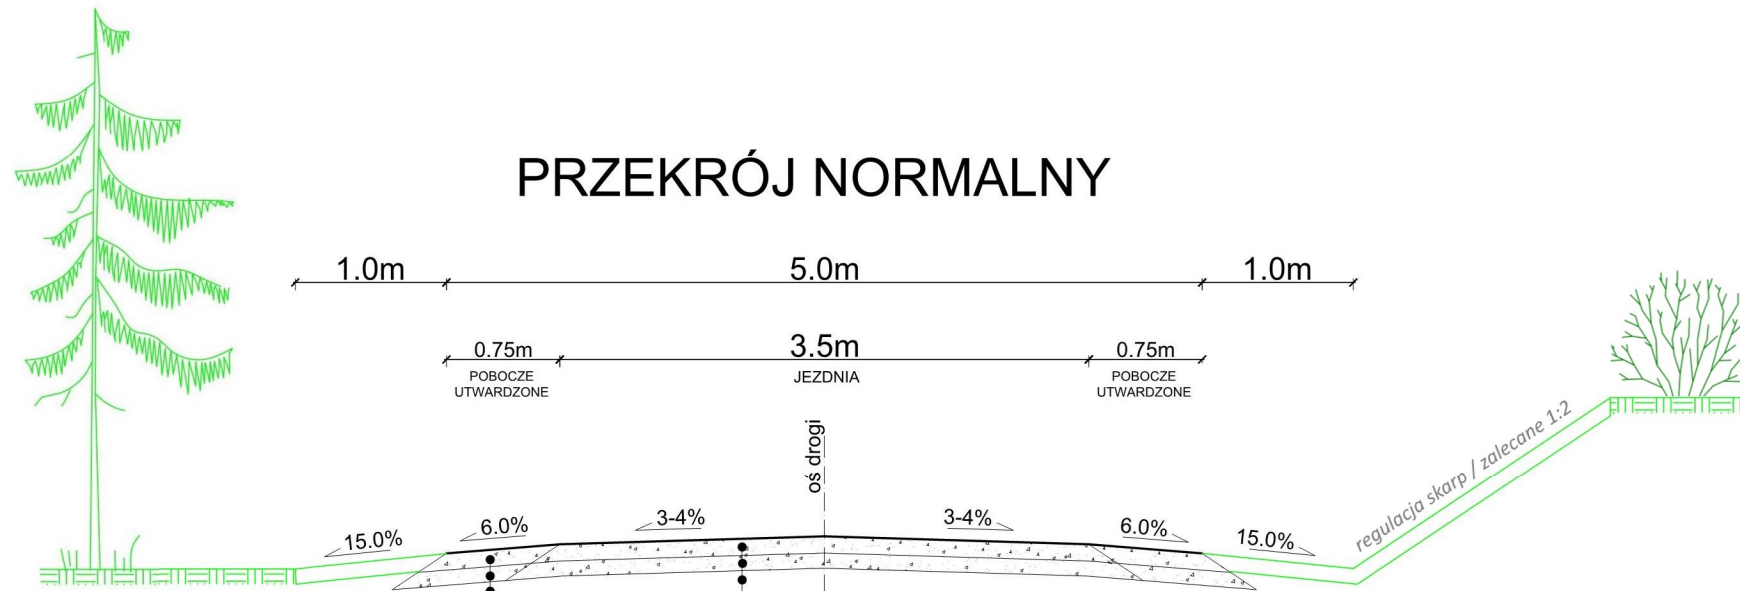 PRZEKRÓJ NORMALNY
1.0m 5.0m 1.0m
0.75m 3.5m 0.75m
POBOCZE JEZDNIA POBOCZE
UTWARDZONE UTWARDZONE
oś drogi
regulacja skarp / zalecane 1:2
15.0% 6.0% 3-4% 3-4% 6.0% 15.0%